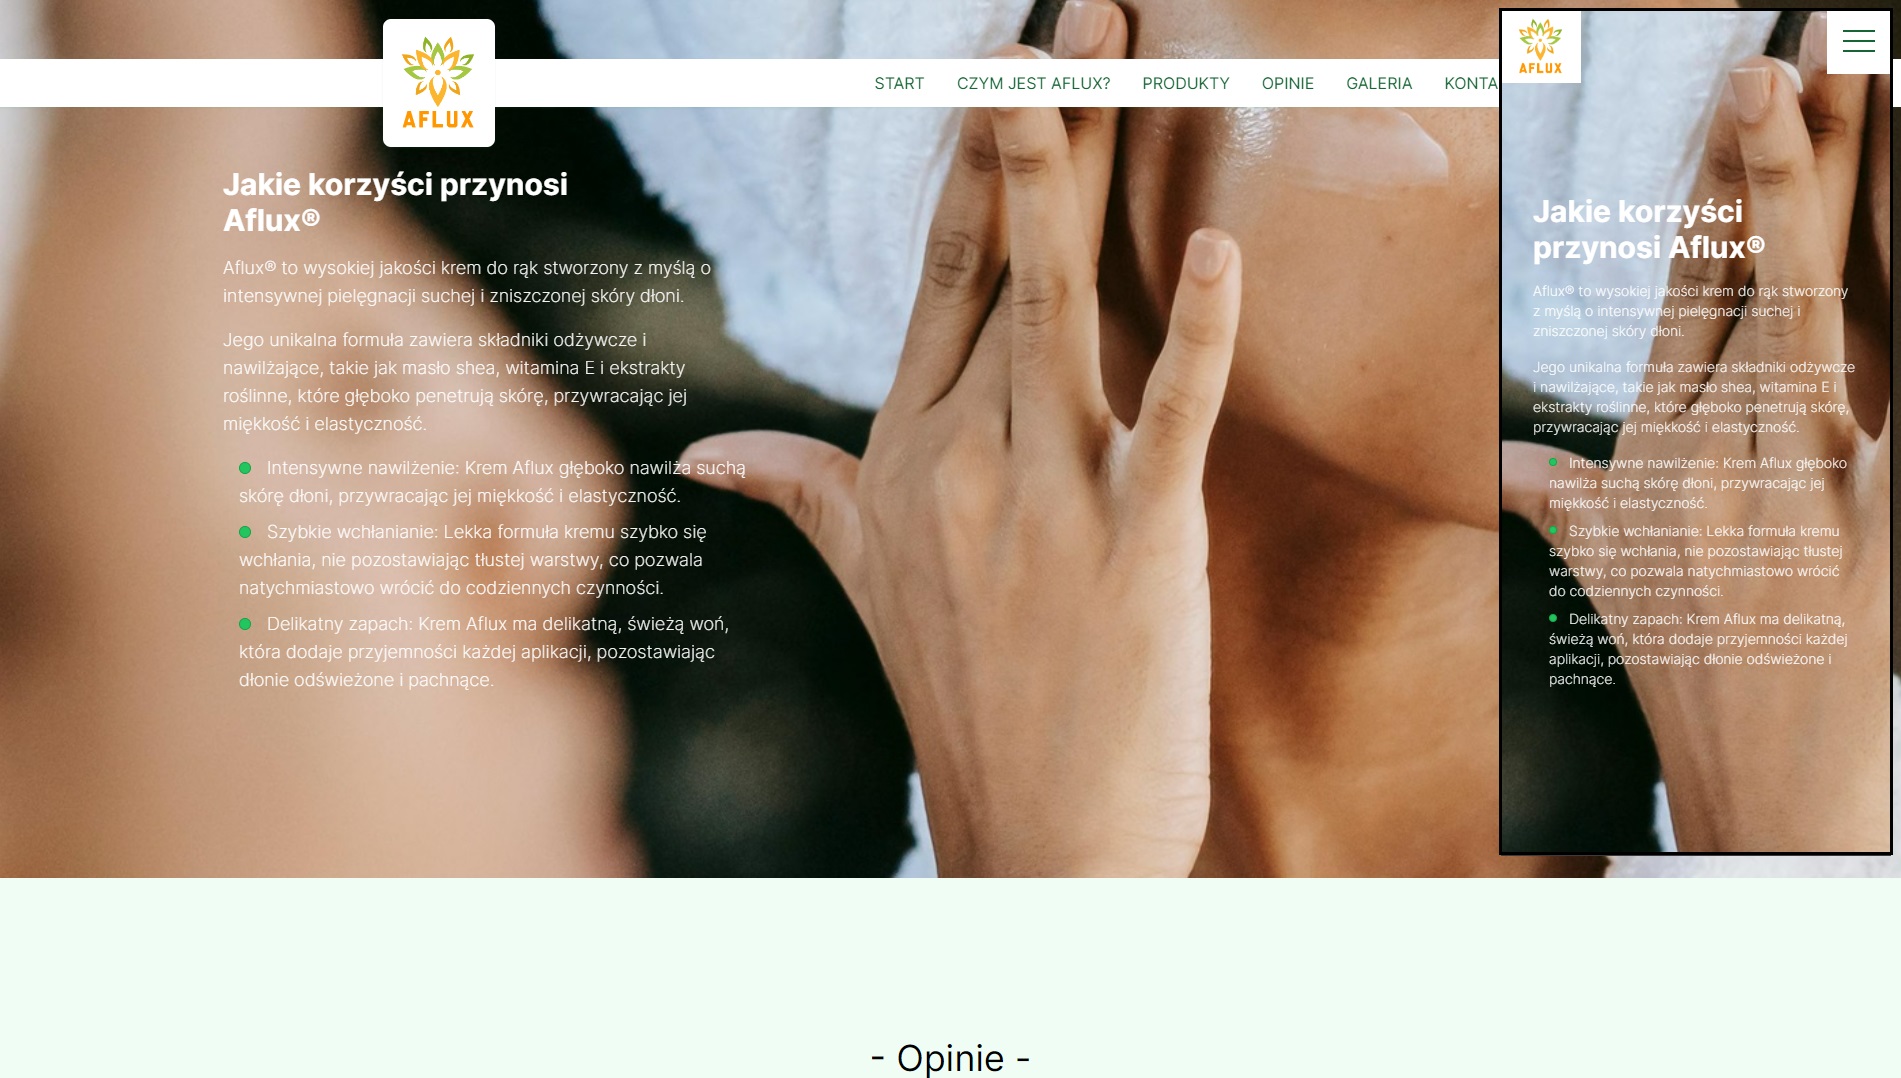 AFLUX
START CZYM JEST AFLUX? PRODUKTY OPINIE GALERIA KONTA
Jakie korzyści przynosi
Aflux®
Aflux® to wysokiej jakości krem do rąk stworzony z myślą o
intensywnej pielęgnacji suchej i zniszczonej skóry dłoni.
Jego unikalna formuła zawiera składniki odżywcze i
nawilżające, takie jak masło shea, witamina E i ekstrakty
roślinne, które głęboko penetrują skórę, przywracając jej
miękkość i elastyczność.
Intensywne nawilżenie: Krem Aflux głęboko nawilża suchą
skórę dłoni, przywracając jej miękkość i elastyczność.
Szybkie wchłanianie: Lekka formuła kremu szybko się
wchłania, nie pozostawiając tłustej warstwy, co pozwala
natychmiastowo wrócić do codziennych czynności.
Delikatny zapach: Krem Aflux ma delikatną, świeżą woń,
która dodaje przyjemności każdej aplikacji, pozostawiając
dłonie odświeżone i pachnące.
AFLUX
Jakie korzyści
przynosi Aflux®
Aflux® to wysokiej jakości krem do rąk stworzony
z myślą o intensywnej pielęgnacji suchej i
zniszczonej skóry dłoni.
Jego unikalna formuła zawiera składniki odżywcze
i nawilżające, takie jak masło shea, witamina E i
ekstrakty roślinne, które głęboko penetrują skórę,
przywracając jej miękkość i elastyczność.
Intensywne nawilżenie: Krem Aflux głęboko
nawilża suchą skórę dłoni, przywracając jej
miękkość i elastyczność.
Szybkie wchłanianie: Lekka formuła kremu
szybko się wchłania, nie pozostawiając tłustej
warstwy, co pozwala natychmiastowo wrócić
do codziennych czynności.
Delikatny zapach: Krem Aflux ma delikatną,
świeżą woń, która dodaje przyjemności każdej
aplikacji, pozostawiając dłonie odświeżone i
pachnące.
- Opinie -